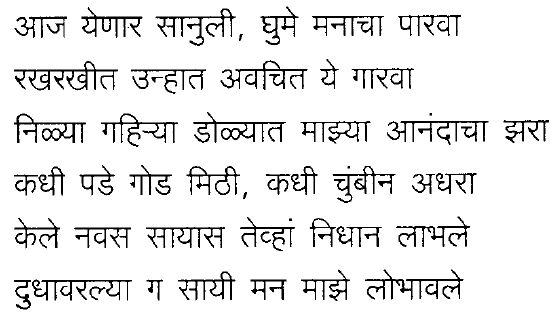 आज येणार सानुली, घुमे मनाचा पारवा
रखरखीत उन्हात अवचित ये गारवा
निळ्या गहिऱ्या डोळ्यात माझ्या आनंदाचा झरा
कधी पडे गोड मिठी, कधी चुंबीन अधरा
केले नवस सायास तेव्हां निधान लाभले
दुधावरल्या ग सायी मन माझे लोभावले